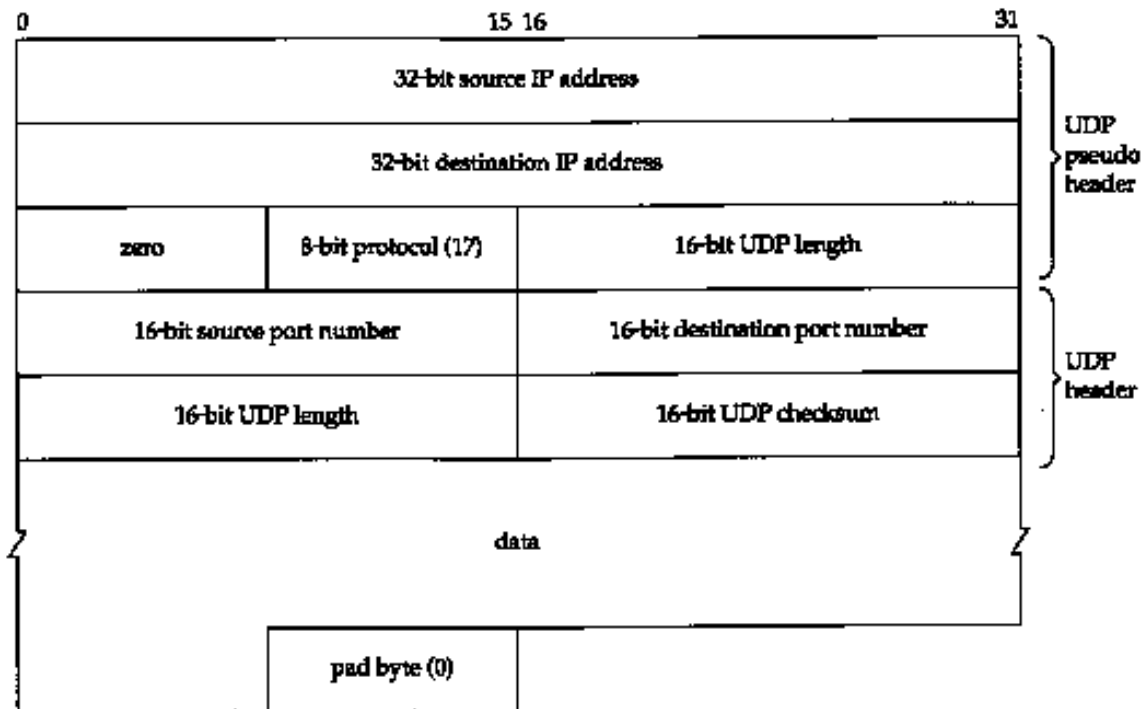 0 15 16 31
32-bit source IP address
32-bit destination IP address
UDP
pseudo
header
zero
8-bit protocol (17)
16-bit UDP length
16-bit source port number
16-bit destination port number
UDP
header
16-bit UDP length
16-bit UDP checksum
data
pad byte (0)